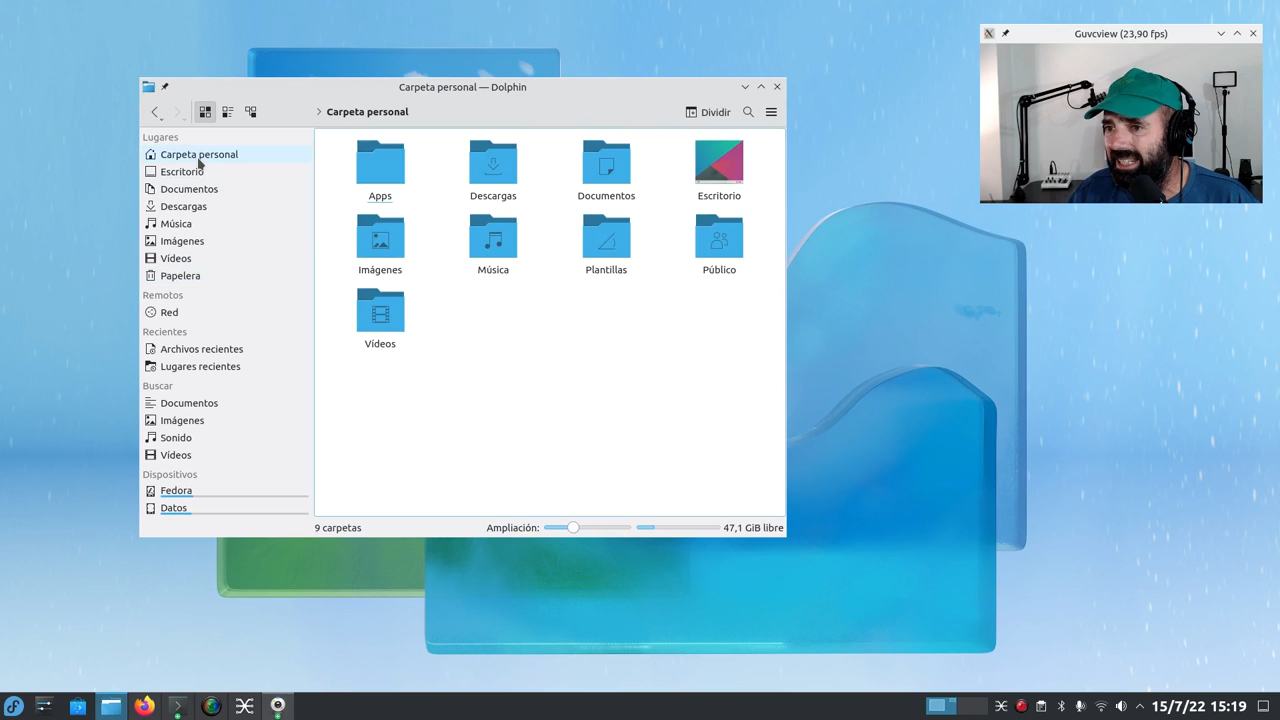 Guvcview (23,90 fps)
Carpeta personal — Dolphin
Carpeta personal
Dividir
Lugares
Carpeta personal
Escritorio
Documentos
Descargas
Música
Imágenes
Vídeos
Papelera
Remotos
Red
Recientes
Archivos recientes
Lugares recientes
Buscar
Documentos
Imágenes
Sonido
Vídeos
Dispositivos
Fedora
Datos
Apps
Descargas
Documentos
Escritorio
Imágenes
Música
Plantillas
Público
Vídeos
9 carpetas
Ampliación:
47,1 GiB libre
15/7/22 15:19